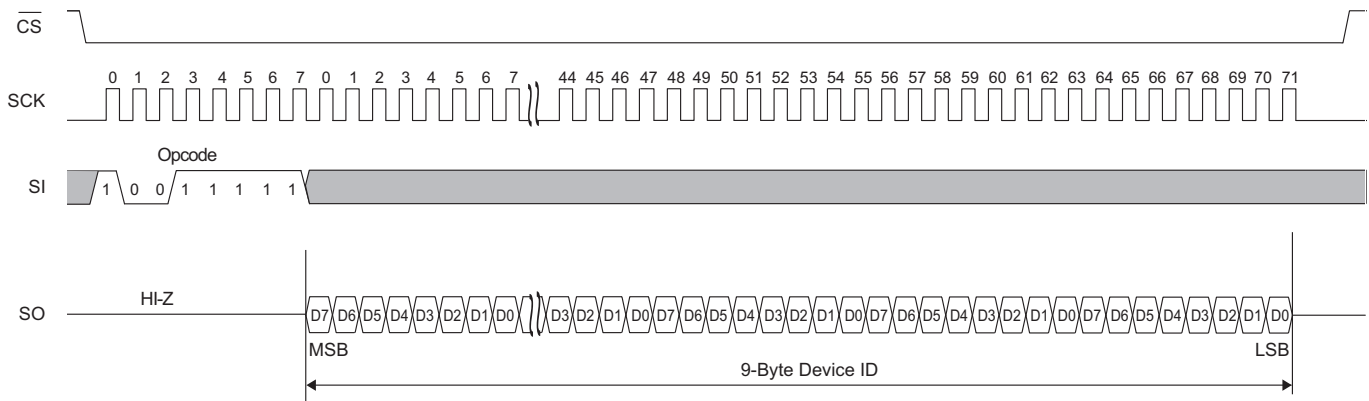 CS
0 1 2 3 4 5 6 7 0 1 2 3 4 5 6 7 44 45 46 47 48 49 50 51 52 53 54 55 56 57 58 59 60 61 62 63 64 65 66 67 68 69 70 71
SCK
Opcode
SI 1 0 0 1 1 1 1 1
HI-Z
SO D7 D6 D5 D4 D3 D2 D1 D0 D3 D2 D1 D0 D7 D6 D5 D4 D3 D2 D1 D0 D7 D6 D5 D4 D3 D2 D1 D0 D7 D6 D5 D4 D3 D2 D1 D0
MSB LSB
9-Byte Device ID